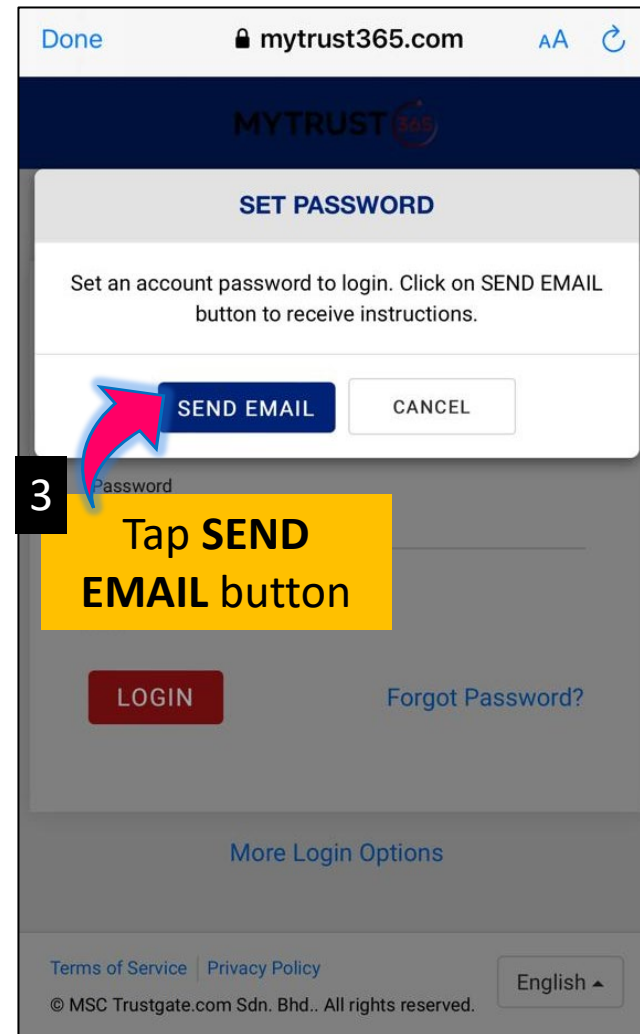 Done mytrust365.com AA
MYTRUST 365
SET PASSWORD
Set an account password to login. Click on SEND EMAIL
button to receive instructions.
SEND EMAIL CANCEL
3
Password
Tap SEND
EMAIL button
LOGIN Forgot Password?
More Login Options
Terms of Service Privacy Policy
© MSC Trustgate.com Sdn. Bhd.. All rights reserved.
English